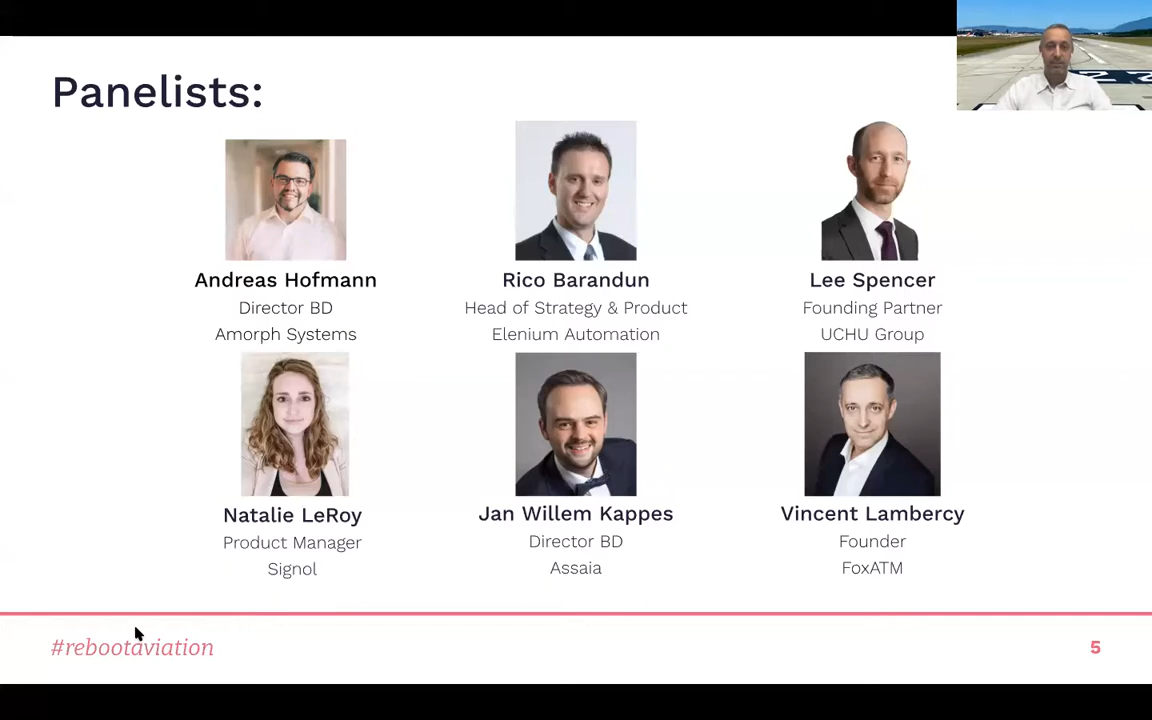 Panelists:
Andreas Hofmann
Director BD
Amorph Systems
Rico Barandun
Head of Strategy & Product
Elenium Automation
Lee Spencer
Founding Partner
UCHU Group
Natalie LeRoy
Product Manager
Signol
Jan Willem Kappes
Director BD
Assaia
Vincent Lambercy
Founder
FoxATM
#rebootaviation
5